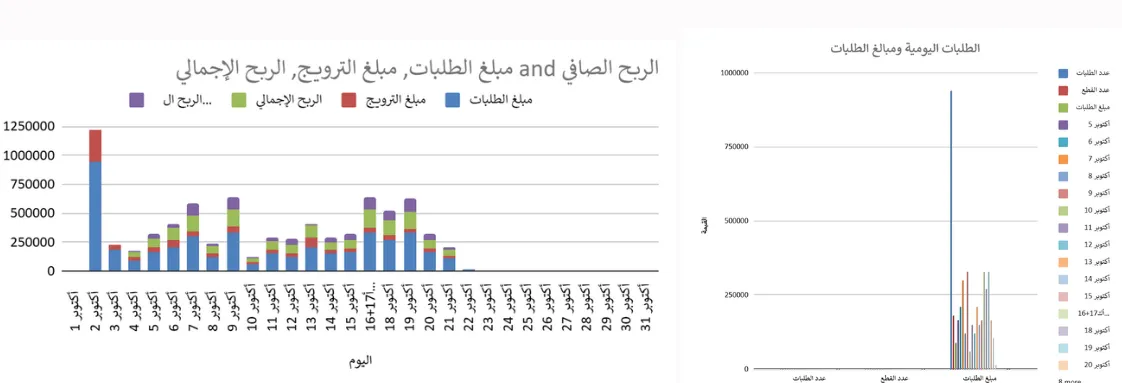 الربح الصافي and مبلغ الطلبات, مبلغ الترويج, الربح الإجمالي
مبلغ الطلبات
مبلغ الترويج
الربح الإجمالي
الربح ال...
1250000
1000000
750000
500000
250000
0
1 أكتوبر
2 أكتوبر
3 أكتوبر
4 أكتوبر
5 أكتوبر
6 أكتوبر
7 أكتوبر
8 أكتوبر
9 أكتوبر
10 أكتوبر
11 أكتوبر
12 أكتوبر
13 أكتوبر
14 أكتوبر
15 أكتوبر
16+17أ...
18 أكتوبر
19 أكتوبر
20 أكتوبر
21 أكتوبر
22 أكتوبر
23 أكتوبر
24 أكتوبر
25 أكتوبر
26 أكتوبر
27 أكتوبر
28 أكتوبر
29 أكتوبر
30 أكتوبر
31 أكتوبر
اليوم
الطلبات اليومية ومبالغ الطلبات
القيمة
1000000
750000
500000
250000
0
عدد الطلبات
عدد القطع
مبلغ الطلبات
عدد الطلبات
عدد القطع
مبلغ الطلبات
5 أكتوبر
6 أكتوبر
7 أكتوبر
8 أكتوبر
9 أكتوبر
10 أكتوبر
11 أكتوبر
12 أكتوبر
13 أكتوبر
14 أكتوبر
15 أكتوبر
16+17أكت...
18 أكتوبر
19 أكتوبر
20 أكتوبر
8 more